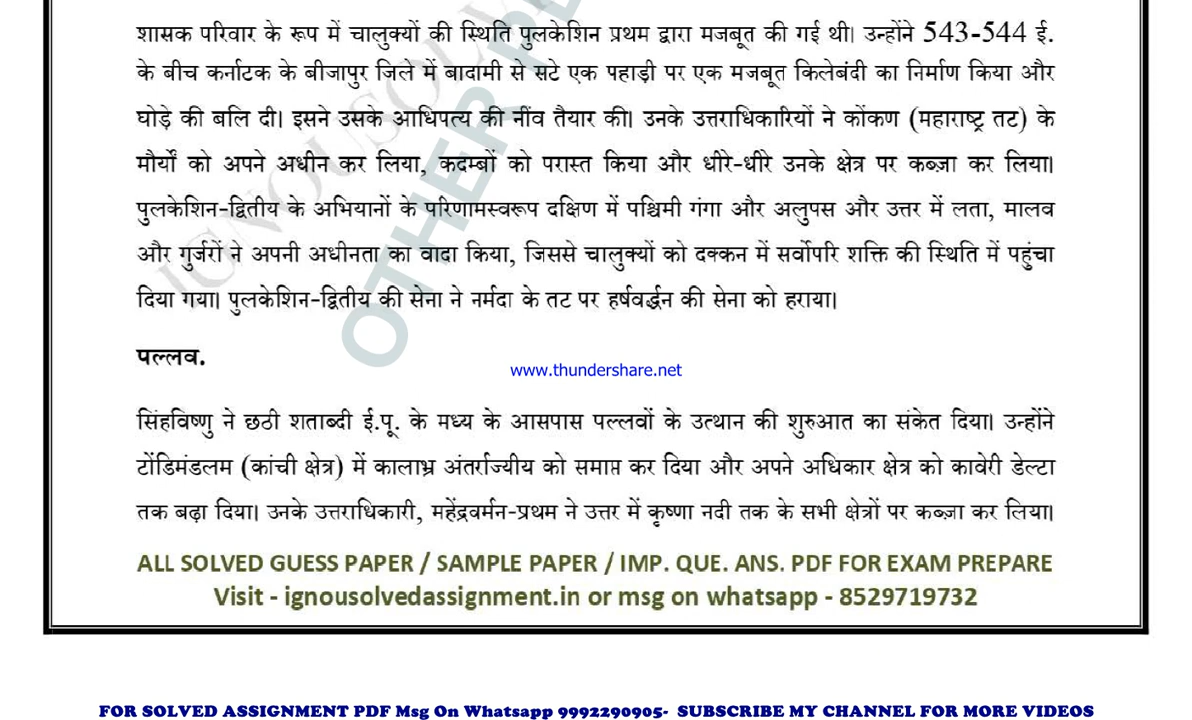 शासक परिवार के रूप में चालुक्यों की स्थिति पुलकेशिन प्रथम द्वारा मजबूत की गई थी। उन्होंने 543-544 ई.
के बीच कर्नाटक के बीजापुर जिले में बादामी से सटे एक पहाड़ी पर एक मजबूत किलेबंदी का निर्माण किया और
घोड़े की बलि दी। इसने उसके आधिपत्य की नींव तैयार की। उनके उत्तराधिकारियों ने कोंकण (महाराष्ट्र तट) के
मौर्यों को अपने अधीन कर लिया, कदम्बों को परास्त किया और धीरे-धीरे उनके क्षेत्र पर कब्ज़ा कर लिया।
पुलकेशिन-द्वितीय के अभियानों के परिणामस्वरूप दक्षिण में पश्चिमी गंगा और अलुपस और उत्तर में लता, मालव
और गुर्जरों ने अपनी अधीनता का वादा किया, जिससे चालुक्यों को दक्कन में सर्वोपरि शक्ति की स्थिति में पहुंचा
दिया गया। पुलकेशिन-द्वितीय की सेना ने नर्मदा के तट पर हर्षवर्द्धन की सेना को हराया।
पल्लव.
www.thundershare.net
सिंहविष्णु ने छठी शताब्दी ई.पू. के मध्य के आसपास पल्लवों के उत्थान की शुरुआत का संकेत दिया। उन्होंने
टोंडिमंडलम (कांची क्षेत्र) में कालाभ्र अंतर्राज्यीय को समाप्त कर दिया और अपने अधिकार क्षेत्र को कावेरी डेल्टा
तक बढ़ा दिया। उनके उत्तराधिकारी, महेंद्रवर्मन-प्रथम ने उत्तर में कृष्णा नदी तक के सभी क्षेत्रों पर कब्ज़ा कर लिया।
ALL SOLVED GUESS PAPER / SAMPLE PAPER / IMP. QUE. ANS. PDF FOR EXAM PREPARE
Visit - ignousolvedassignment.in or msg on whatsapp - 8529719732
FOR SOLVED ASSIGNMENT PDF Msg On Whatsapp 9992290905- SUBSCRIBE MY CHANNEL FOR MORE VIDEOS
OTHER